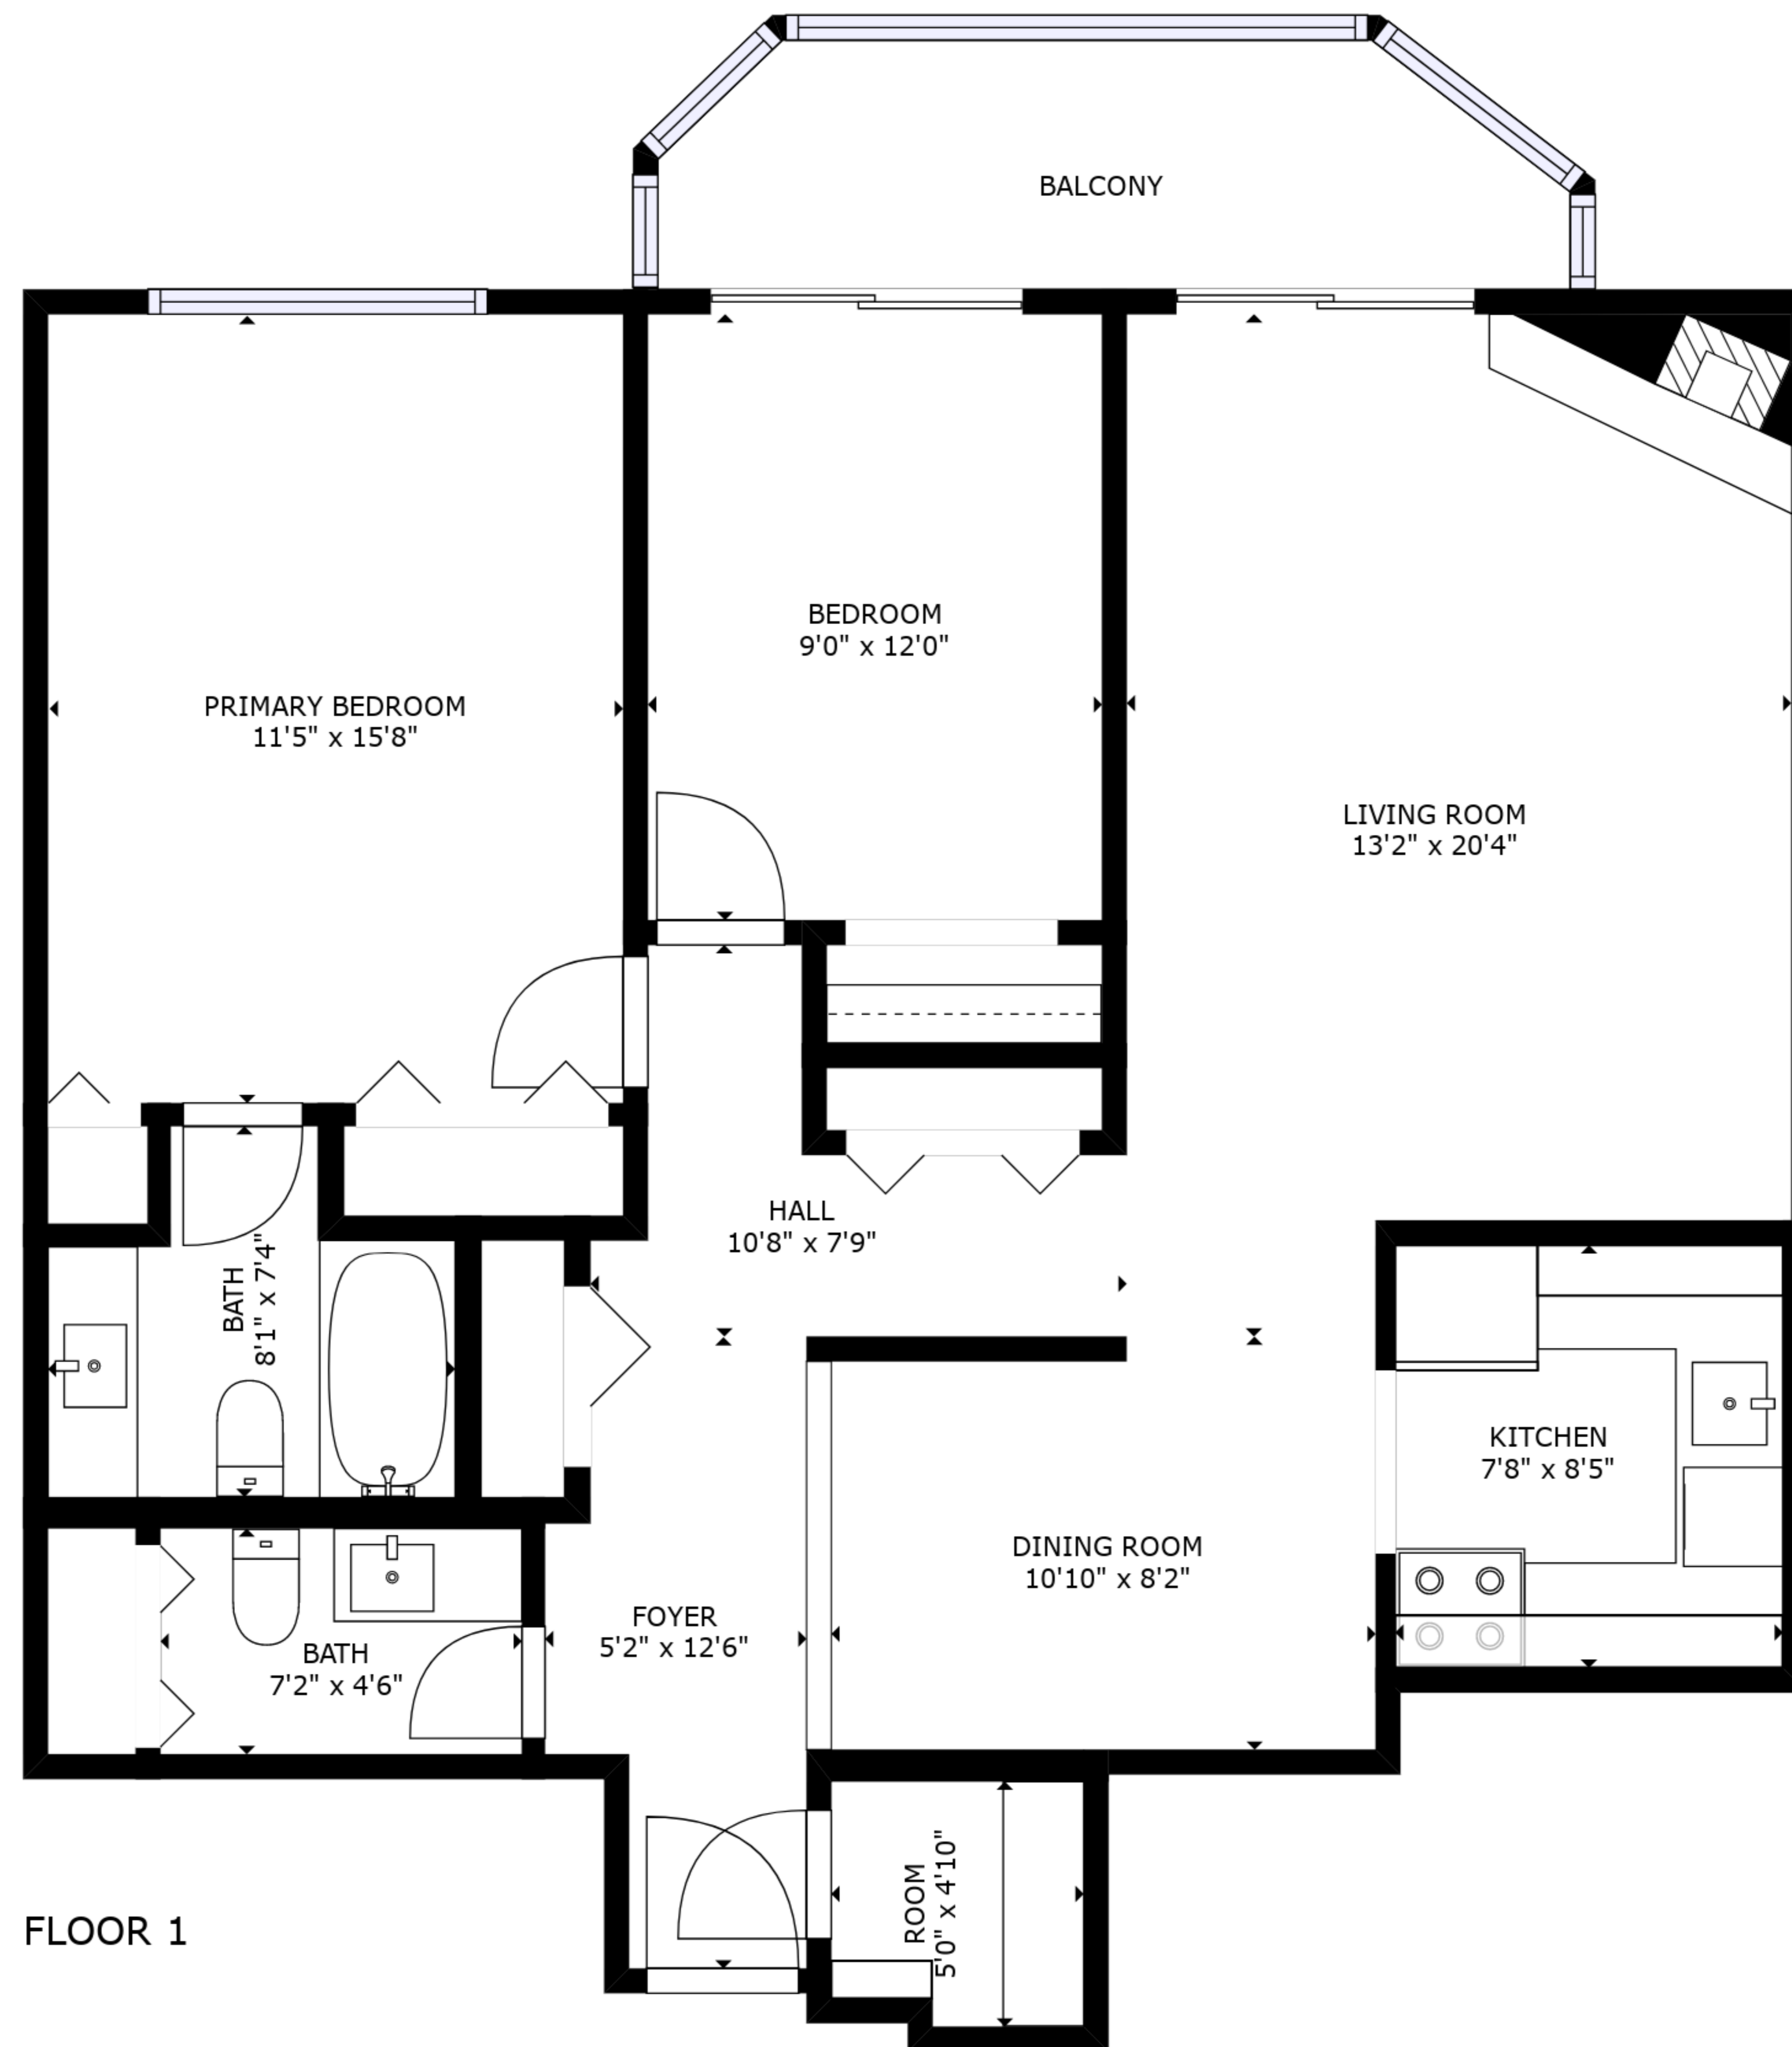 BALCONY
BEDROOM
9'0" x 12'0"
PRIMARY BEDROOM
11'5" x 15'8"
LIVING ROOM
13'2" x 20'4"
HALL
10'8" x 7'9"
BATH
8'1" x 7'4"
KITCHEN
7'8" x 8'5"
DINING ROOM
10'10" x 8'2"
FOYER
5'2" x 12'6"
BATH
7'2" x 4'6"
ROOM
5'0" x 4'10"
FLOOR 1